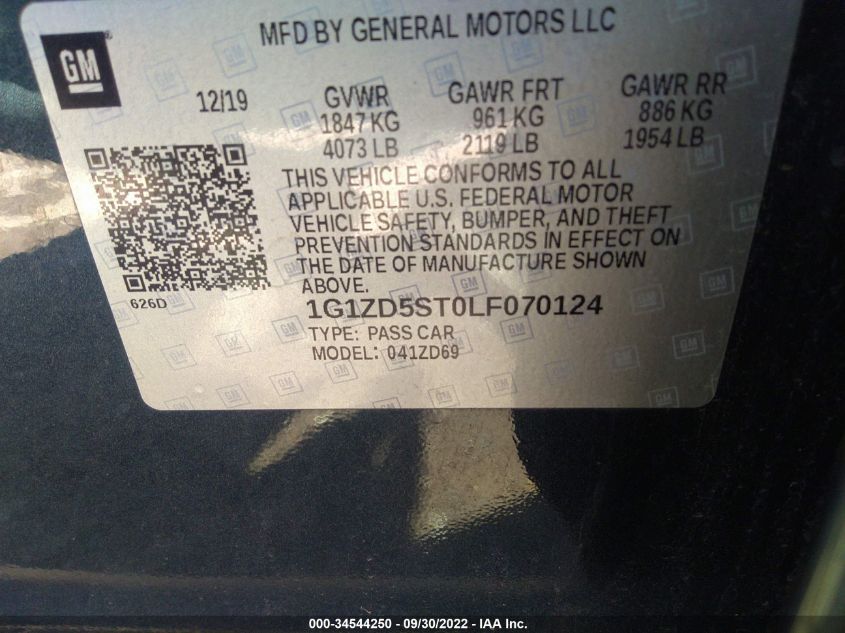 MFD BY GENERAL MOTORS LLC
GM
12/19 GVWR GAWR FRT GAWR RR
1847 KG 961 KG 886 KG
4073 LB 2119 LB 1954 LB
THIS VEHICLE CONFORMS TO ALL
APPLICABLE U.S. FEDERAL MOTOR
VEHICLE SAFETY, BUMPER, AND THEFT
PREVENTION STANDARDS IN EFFECT ON
THE DATE OF MANUFACTURE SHOWN
ABOVE.
626D
1G1ZD5ST0LF070124
TYPE: PASS CAR
MODEL: 041ZD69
000-34544250 - 09/30/2022 - IAA Inc.